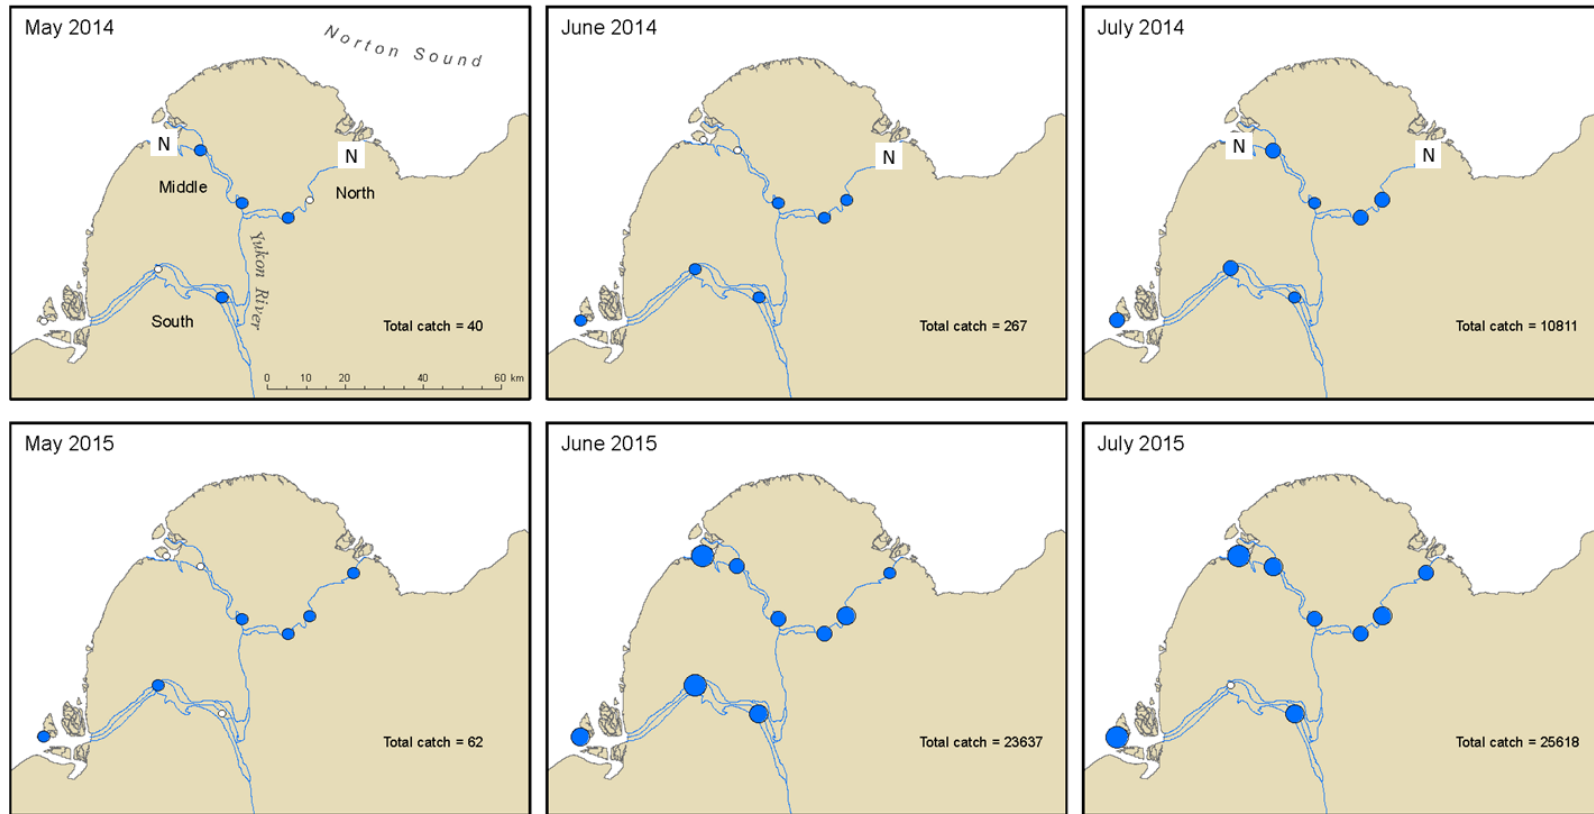 May 2014
Norton Sound
N
N
Middle
North
Yukon River
South
Total catch = 40
0 10 20 40 60 km
June 2014
N
Total catch = 267
July 2014
N
N
Total catch = 10811
May 2015
Total catch = 62
June 2015
Total catch = 23637
July 2015
Total catch = 25618